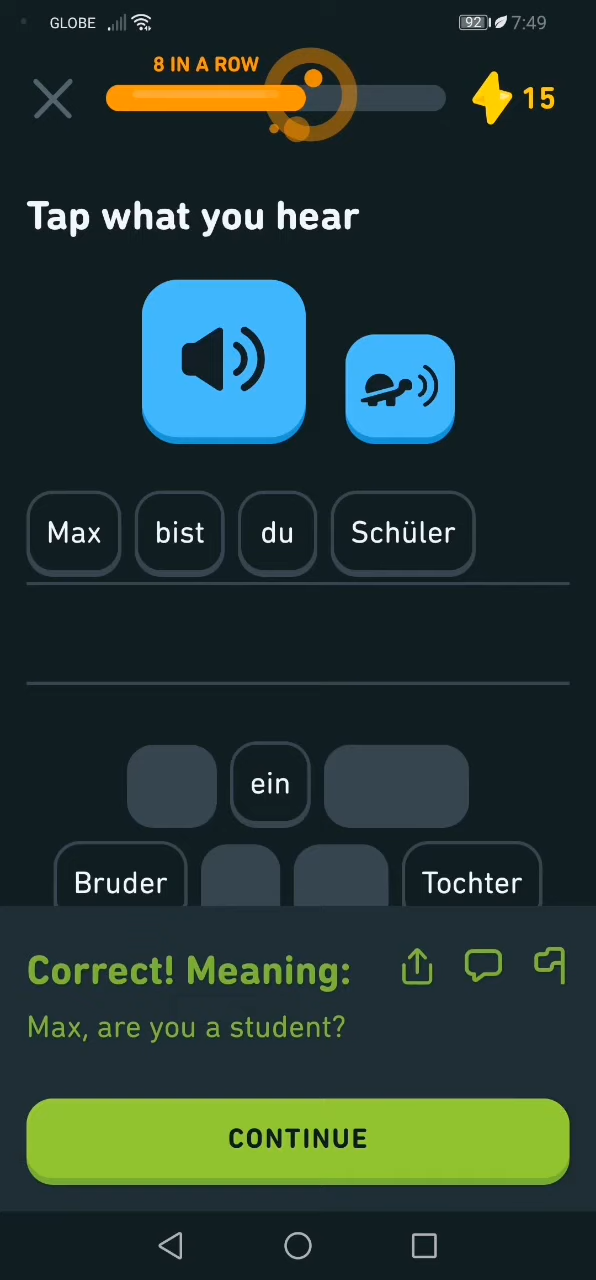 GLOBE 92 7:49
8 IN A ROW
15
Tap what you hear
Max bist du Schüler
ein
Bruder Tochter
Correct! Meaning:
Max, are you a student?
CONTINUE